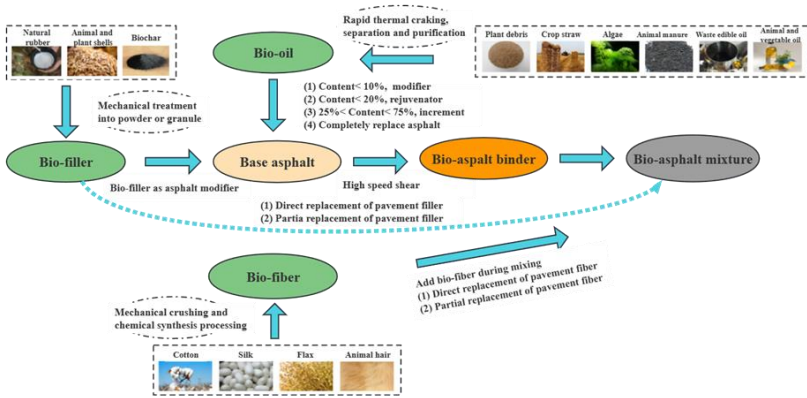 Natural
rubber
Animal and
plant shells
Biochar
Mechanical treatment
into powder or granule
Bio-oil
Rapid thermal craking,
separation and purification
Plant debris
Crop straw
Algae
Animal manure
Waste edible oil
Animal and
vegetable oil
(1) Content< 10%, modifier
(2) Content< 20%, rejuvenator
(3) 25%< Content< 75%, increment
(4) Completely replace asphalt
Bio-filler
Base asphalt
Bio-aspalt binder
Bio-asphalt mixture
Bio-filler as asphalt modifier
High speed shear
(1) Direct replacement of pavement filler
(2) Partia replacement of pavement filler
Bio-fiber
Add bio-fiber during mixing
(1) Direct replacement of pavement fiber
(2) Partial replacement of pavement fiber
Mechanical crushing and
chemical synthesis processing
Cotton
Silk
Flax
Animal hair